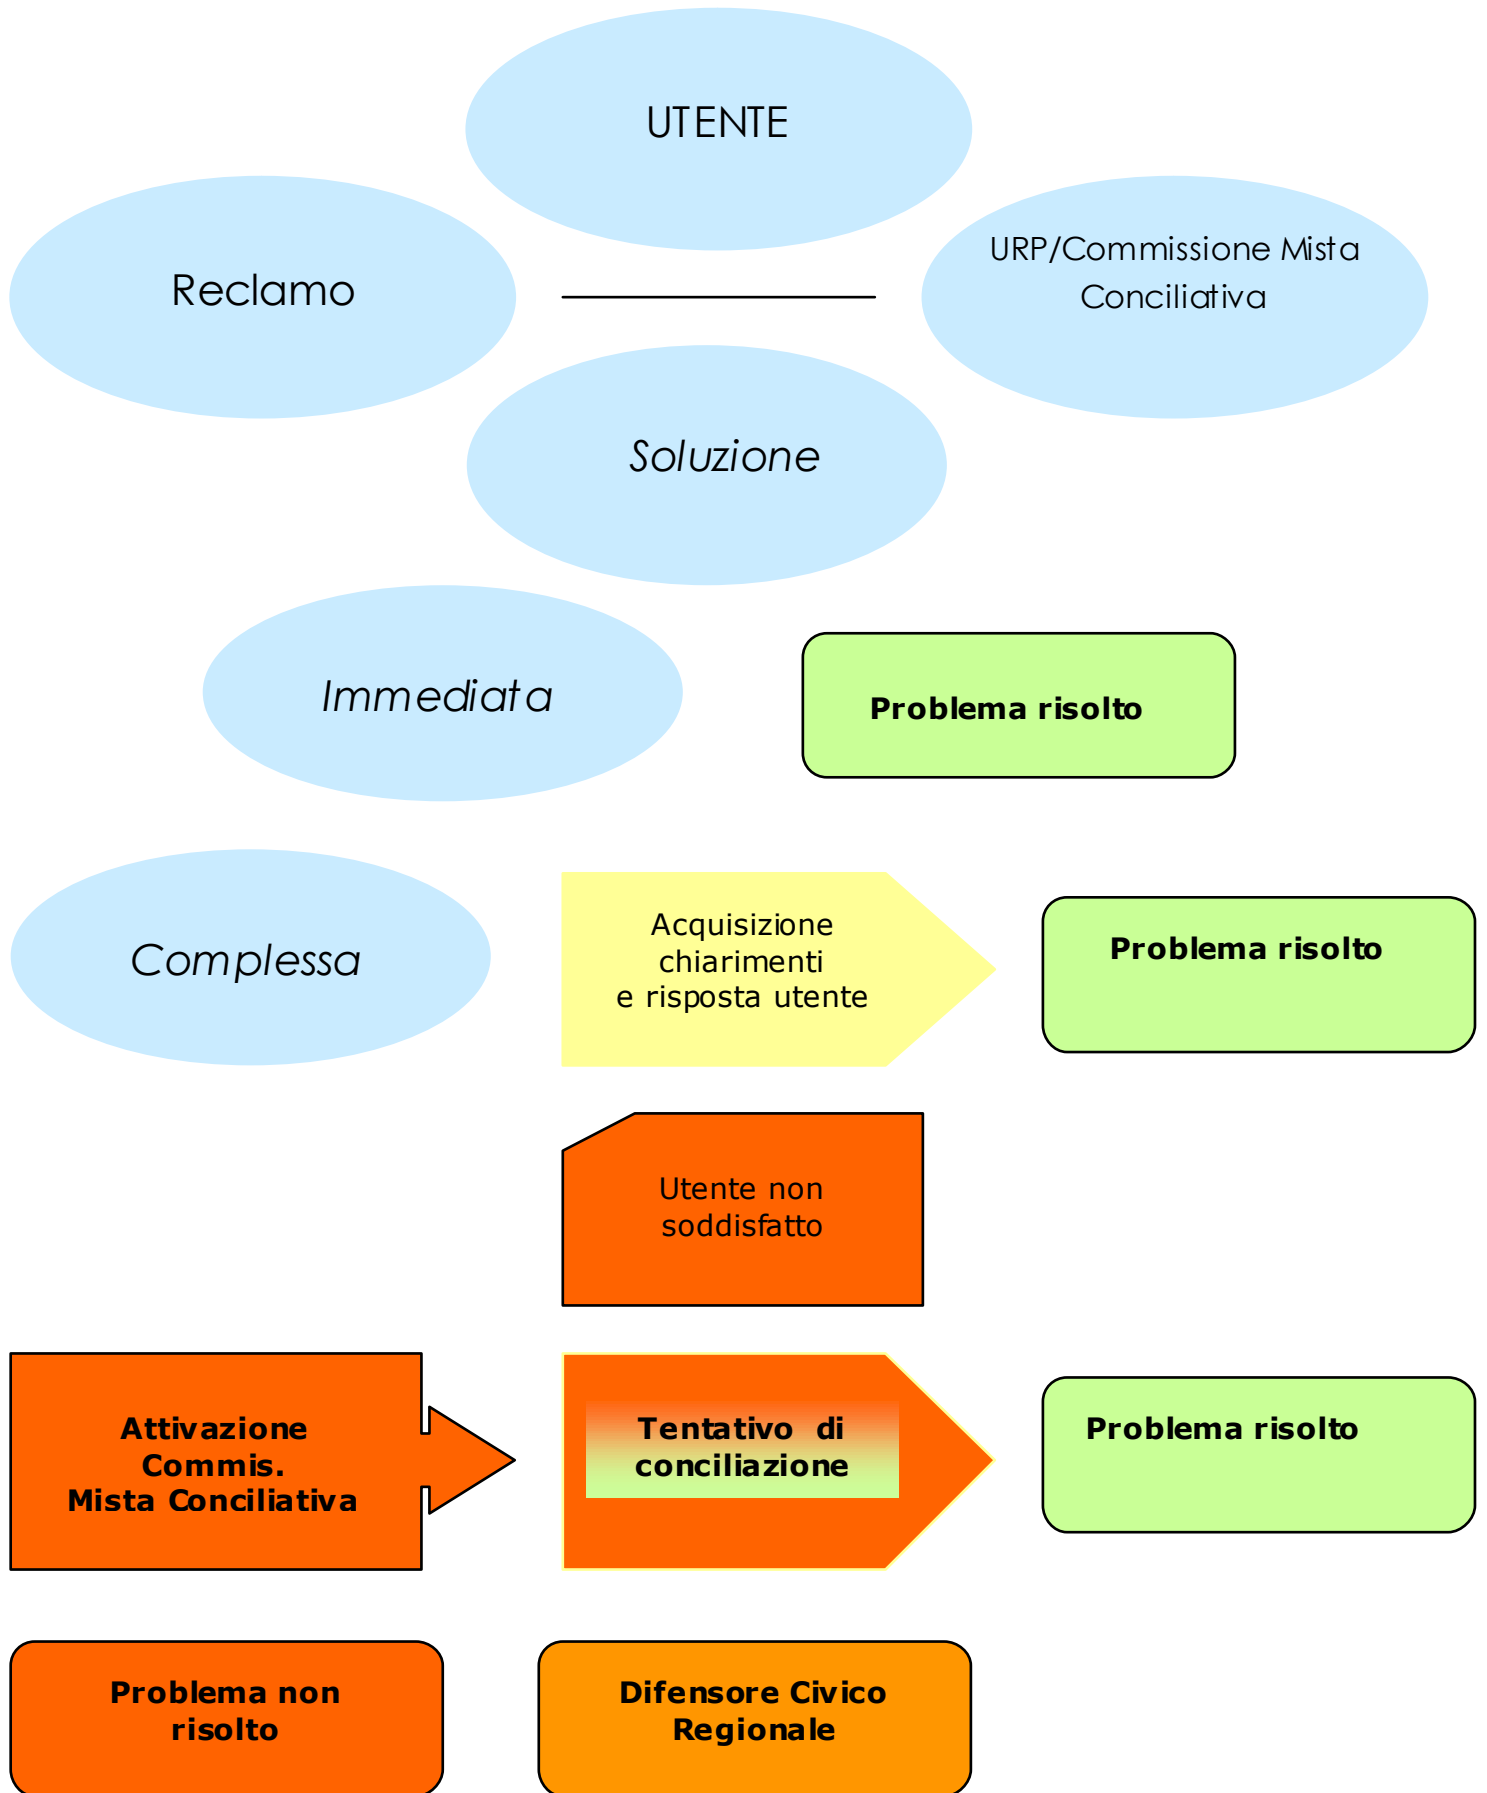 UTENTE
Reclamo
URP/Commissione Mista
Conciliativa
Soluzione
Immediata
Problema risolto
Complessa
Acquisizione
chiarimenti
e risposta utente
Problema risolto
Utente non
soddisfatto
Attivazione
Commis.
Mista Conciliativa
Tentativo di
conciliazione
Problema risolto
Problema non
risolto
Difensore Civico
Regionale